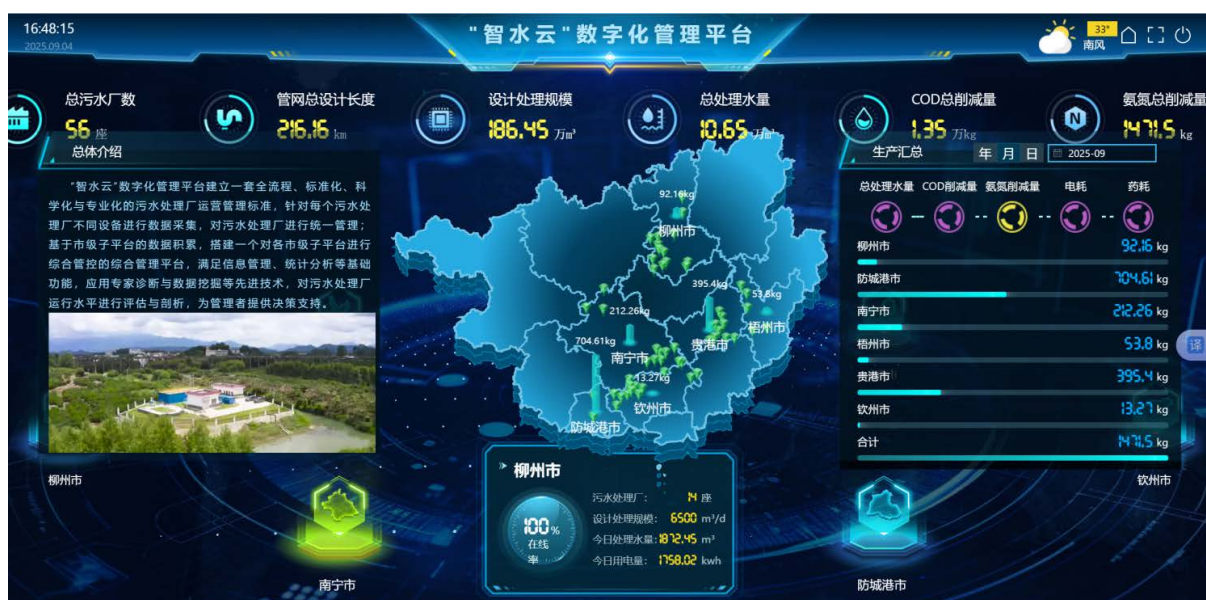 16:48:15
2025.09.04
"智水云"数字化管理平台
33°
南风
总污水厂数
56 座
管网总设计长度
216.16 km
设计处理规模
186.45 万m³
总处理水量
10.65 万m³
COD总削减量
1.35 万kg
氨氮总削减量
1471.5 kg
总体介绍
"智水云"数字化管理平台建立一套全流程、标准化、科
学化与专业化的污水处理厂运营管理标准，针对每个污水处
理厂不同设备进行数据采集，对污水处理厂进行统一管理；
基于市级子平台的数据积累，搭建一个对各市级子平台进行
综合管控的综合管理平台，满足信息管理、统计分析等基础
功能，应用专家诊断与数据挖掘等先进技术，对污水处理厂
运行水平进行评估与剖析，为管理者提供决策支持。
92.16kg
柳州市
395.4kg
53.8kg
212.26kg
梧州市
704.61kg
贵港市
南宁市
13.27kg
钦州市
防城港市
生产汇总
年 月 日 2025-09
总处理水量 COD削减量 氨氮削减量 电耗 药耗
柳州市 92.16 kg
防城港市 704.61 kg
南宁市 212.26 kg
梧州市 53.8 kg
贵港市 395.4 kg
钦州市 13.27 kg
合计 1471.5 kg
译
柳州市
100%
在线
率
污水处理厂： 14 座
设计处理规模： 6500 m³/d
今日处理水量：1872.45 m³
今日用电量： 1758.02 kwh
柳州市
南宁市
防城港市
钦州市